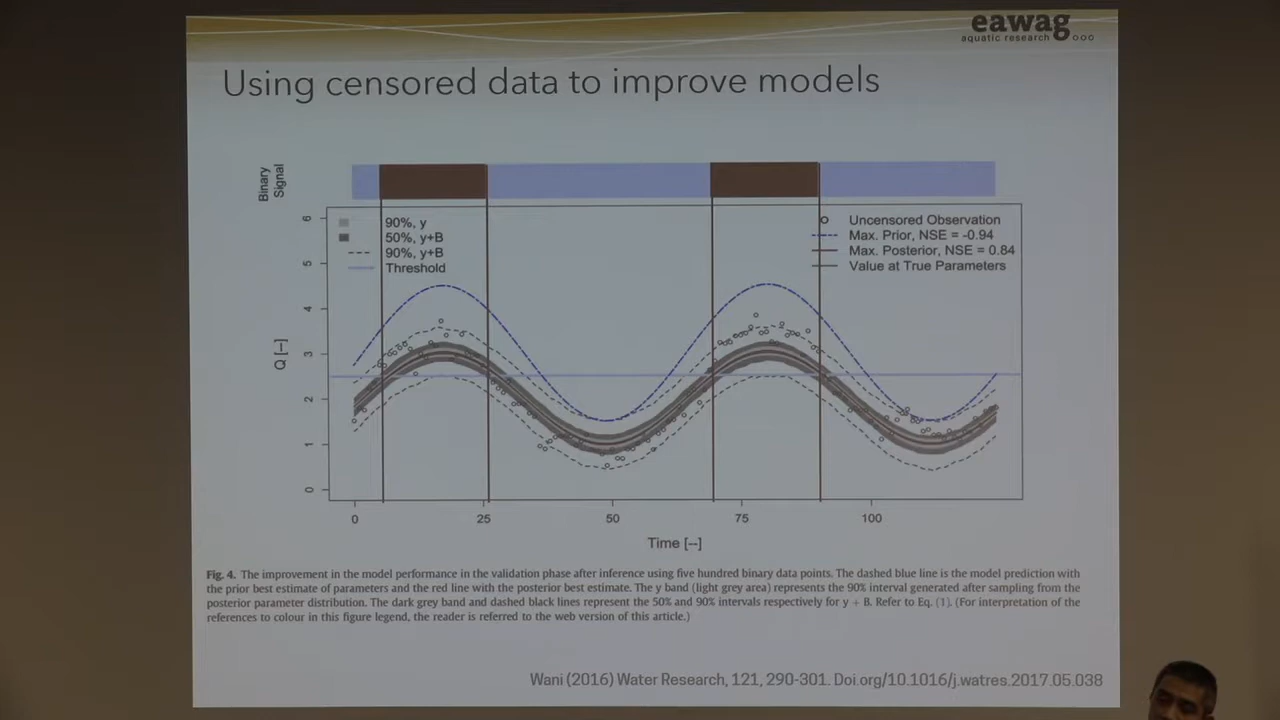 eawag
aquatic research
Using censored data to improve models
Binary
Signal
90%, y
50%, y+B
90%, y+B
Threshold
Uncensored Observation
Max. Prior, NSE = -0.94
Max. Posterior, NSE = 0.84
Value at True Parameters
Q [--]
6
5
4
3
2
1
0
0 25 50 75 100
Time [--]
Fig. 4. The improvement in the model performance in the validation phase after inference using five hundred binary data points. The dashed blue line is the model prediction with
the prior best estimate of parameters and the red line with the posterior best estimate. The y band (light grey area) represents the 90% interval generated after sampling from the
posterior parameter distribution. The dark grey band and dashed black lines represent the 50% and 90% intervals respectively for y + B. Refer to Eq. (1). (For interpretation of the
references to colour in this figure legend, the reader is referred to the web version of this article.)
Wani (2016) Water Research, 121, 290-301. Doi.org/10.1016/j.watres.2017.05.038